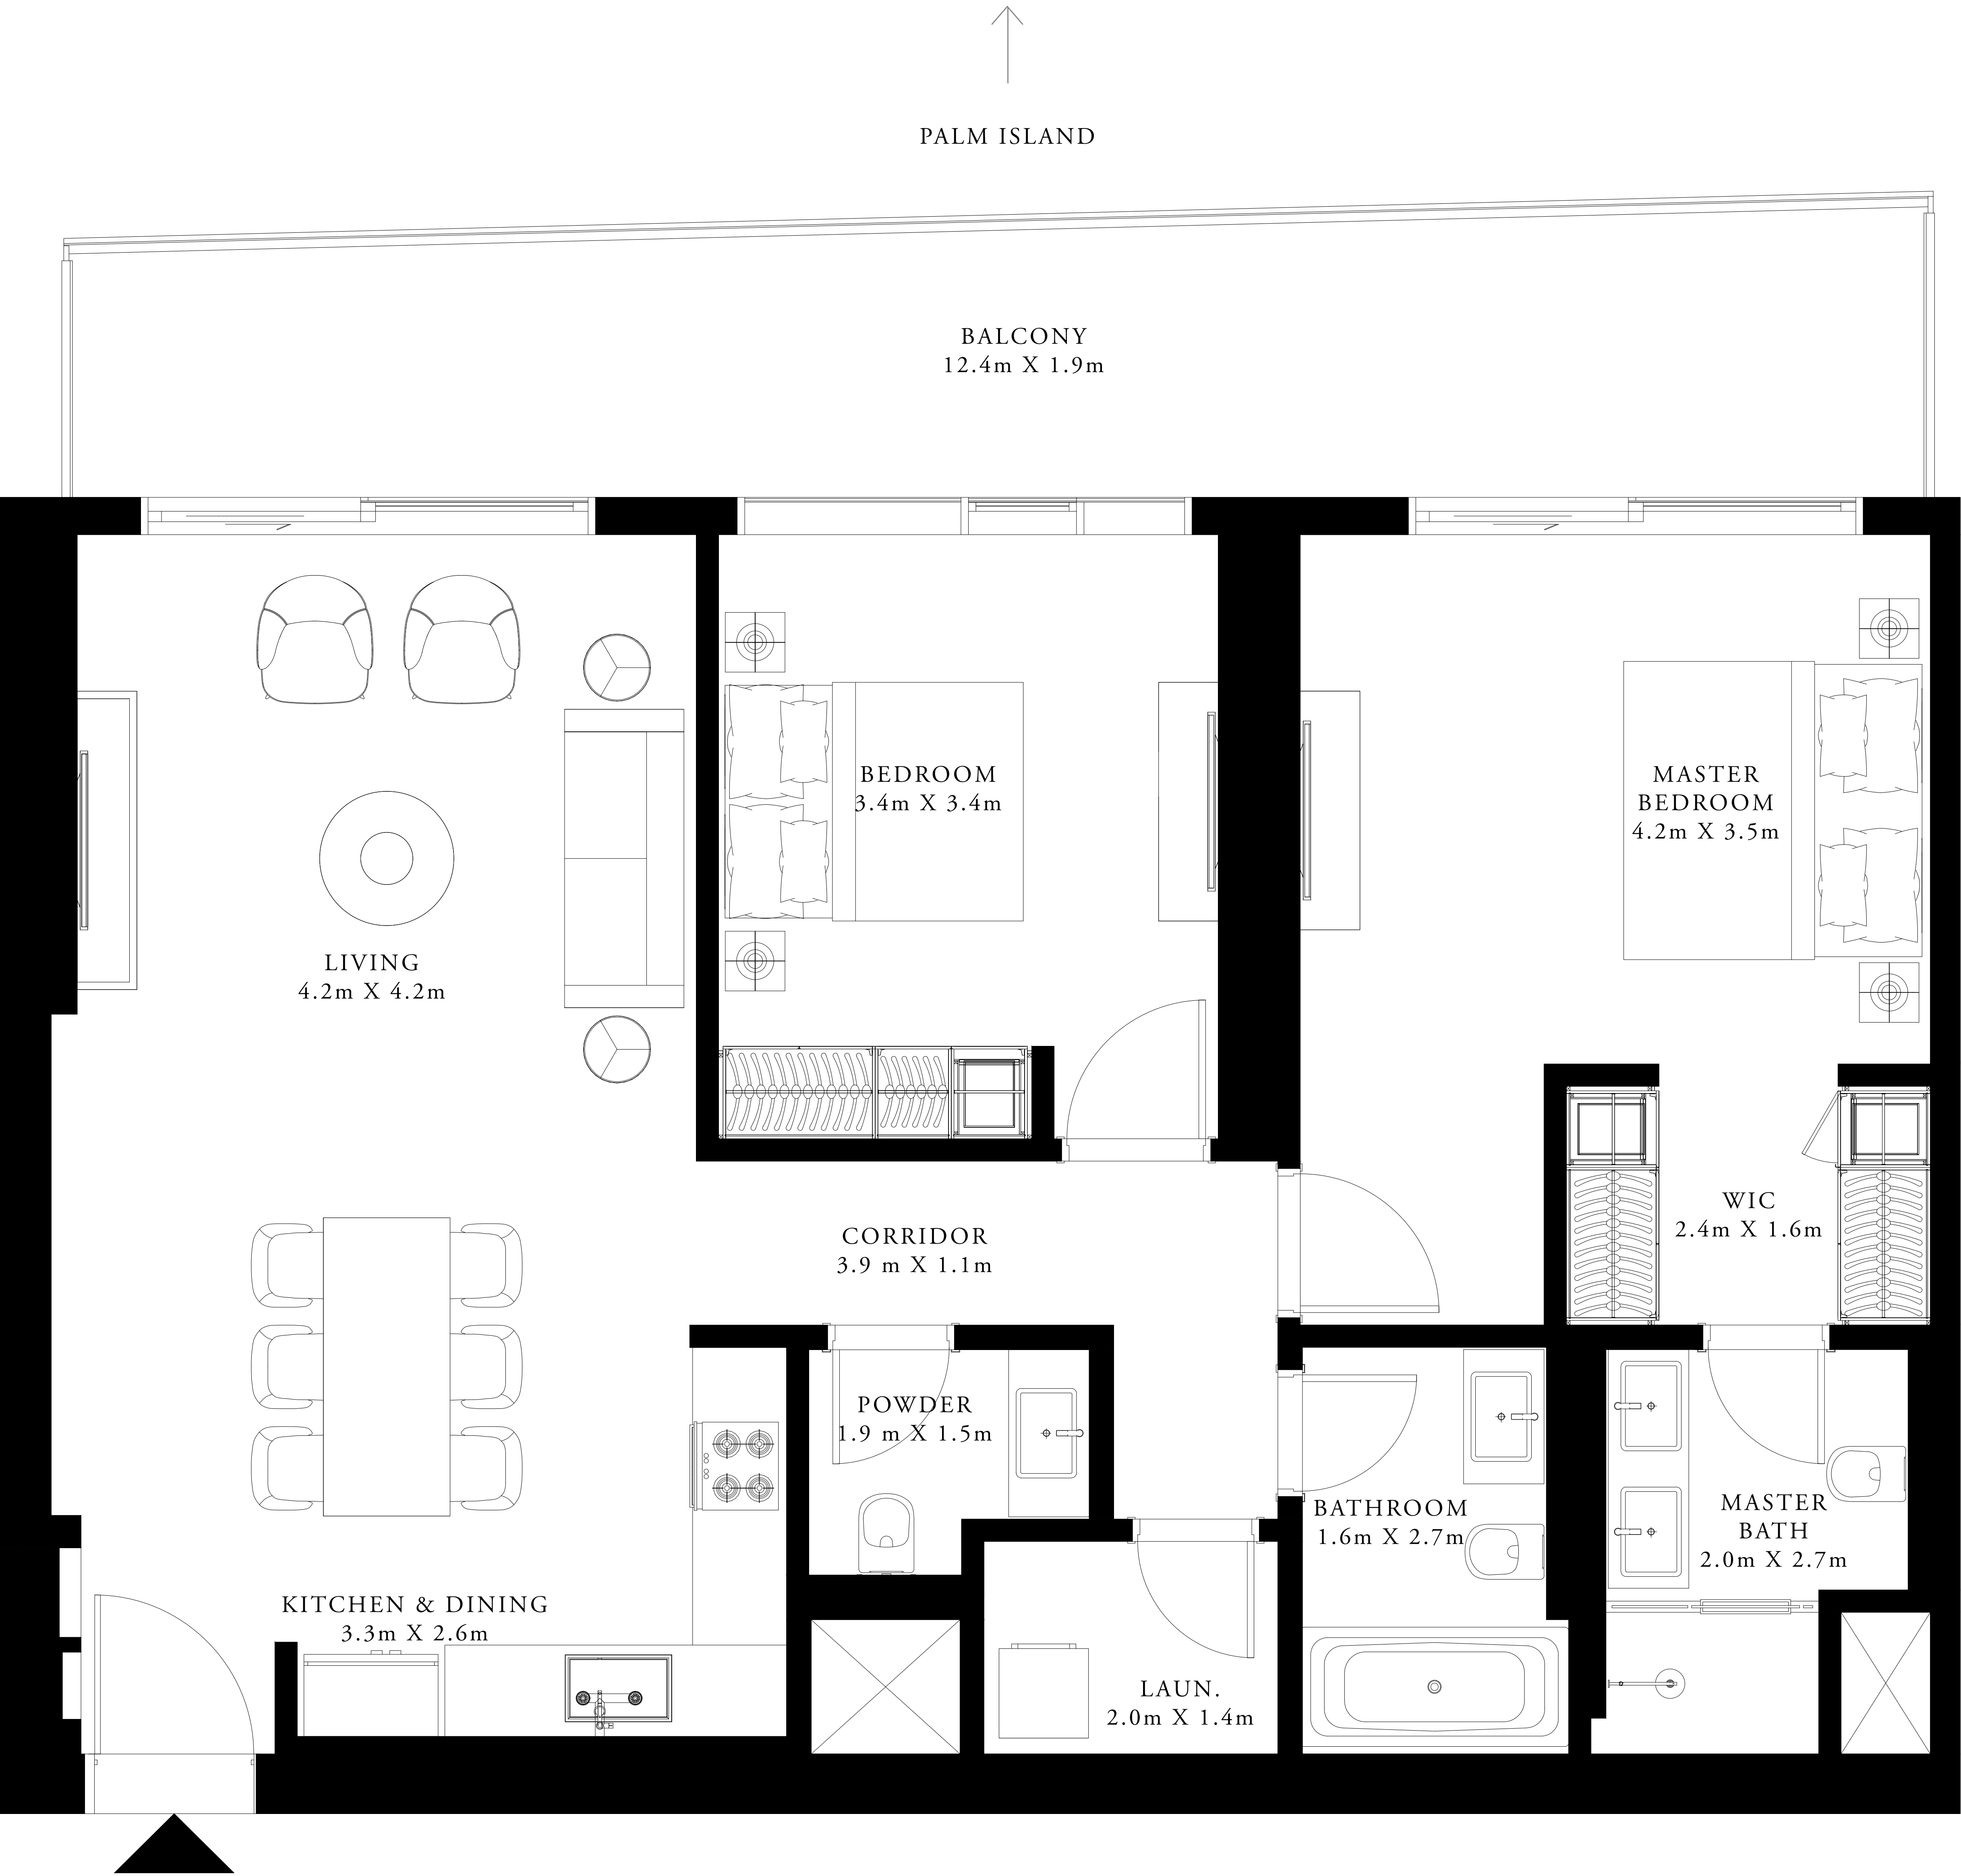 PALM ISLAND
BALCONY
12.4m X 1.9m
BEDROOM
3.4m X 3.4m
MASTER
BEDROOM
4.2m X 3.5m
LIVING
4.2m X 4.2m
WIC
2.4m X 1.6m
CORRIDOR
3.9 m X 1.1m
POWDER
1.9 m X 1.5m
BATHROOM
1.6m X 2.7m
MASTER
BATH
2.0m X 2.7m
KITCHEN & DINING
3.3m X 2.6m
LAUN.
2.0m X 1.4m